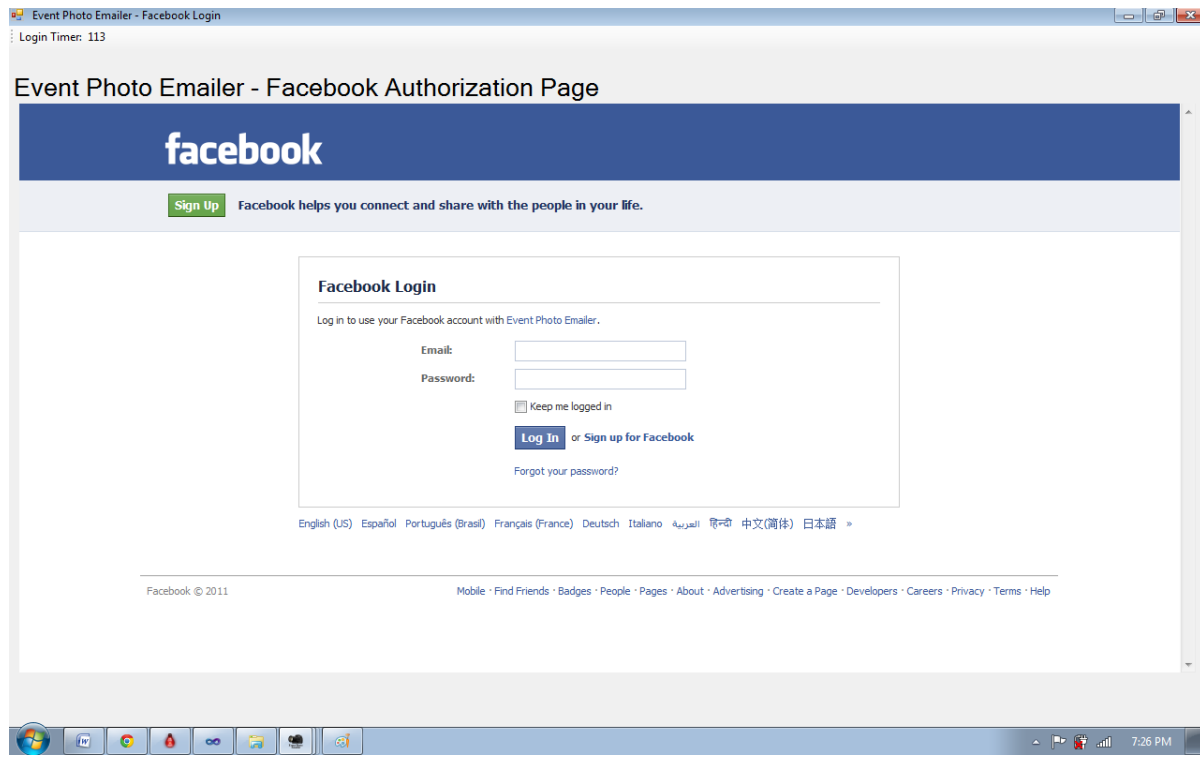 Event Photo Emailer - Facebook Login
Login Timer: 113
Event Photo Emailer - Facebook Authorization Page
facebook
Sign Up Facebook helps you connect and share with the people in your life.
Facebook Login
Log in to use your Facebook account with Event Photo Emailer.
Email:
Password:
Keep me logged in
Log In or Sign up for Facebook
Forgot your password?
English (US) Español Português (Brasil) Français (France) Deutsch Italiano العربية हिन्दी 中文(简体) 日本語 »
Facebook © 2011 Mobile · Find Friends · Badges · People · Pages · About · Advertising · Create a Page · Developers · Careers · Privacy · Terms · Help
7:26 PM